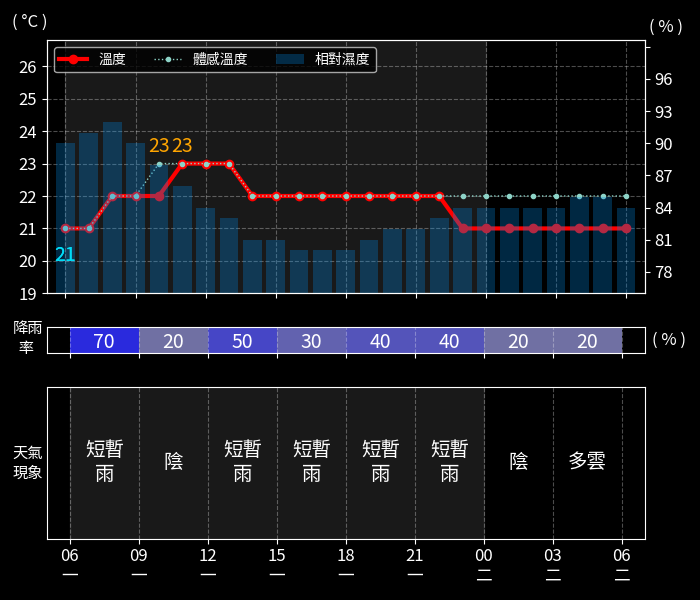 ( °C )
( % )
溫度
體感溫度
相對濕度
26
25
24
23
22
21
20
19
96
93
90
87
84
81
78
23
23
21
降雨
率
70
20
50
30
40
40
20
20
( % )
天氣
現象
短暫
雨
陰
短暫
雨
短暫
雨
短暫
雨
短暫
雨
陰
多雲
06 09 12 15 18 21 00 03 06
一 一 一 一 一 一 二 二 二